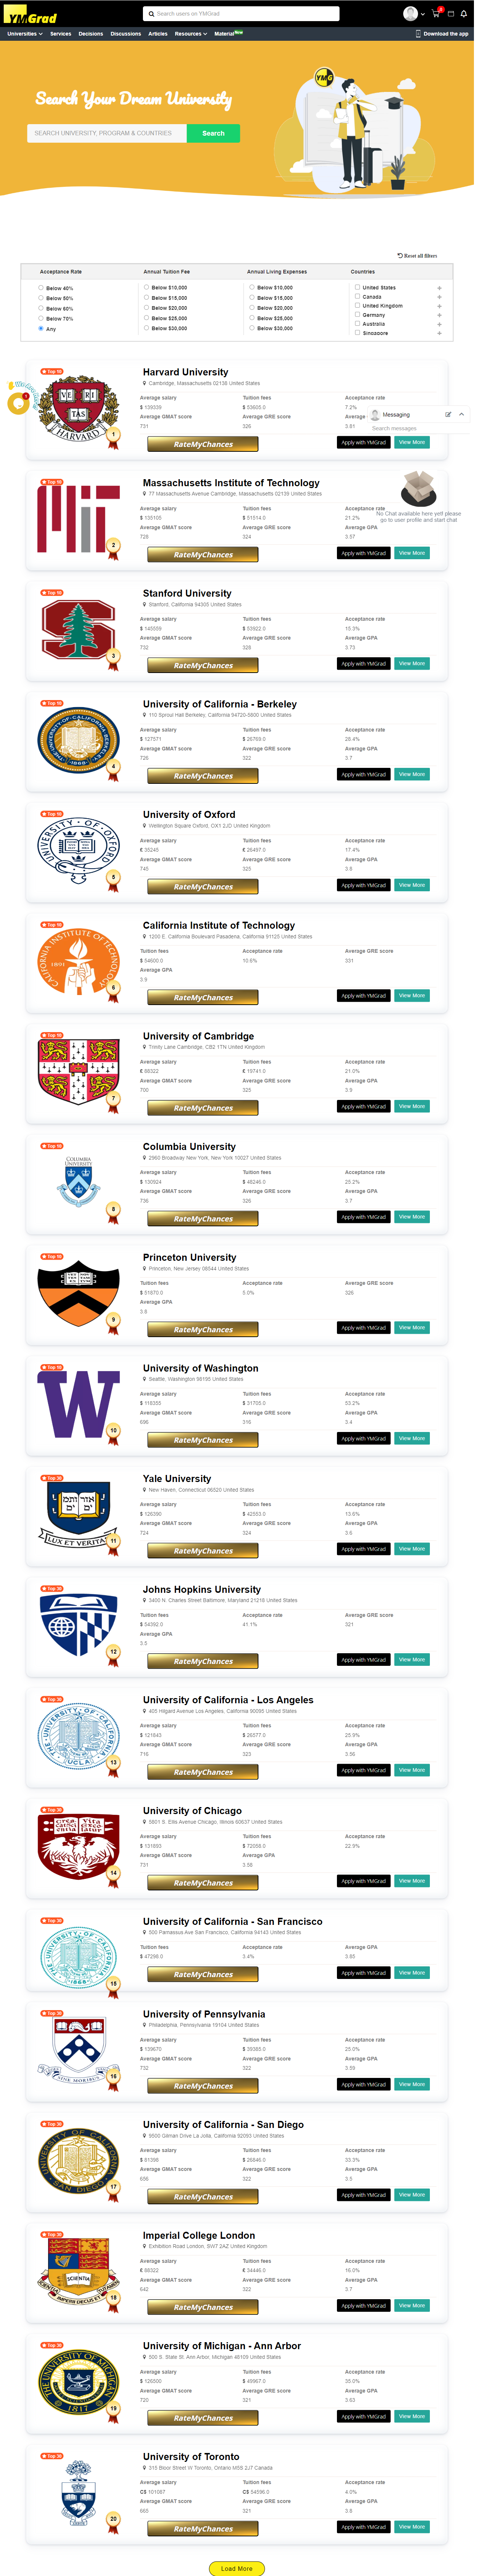 YMGrad
Search users on YMGrad
Universities Services Decisions Discussions Articles Resources Material New
Download the app
Search Your Dream University
YMG
SEARCH UNIVERSITY, PROGRAM & COUNTRIES Search
Reset all filters
Acceptance Rate Annual Tuition Fee Annual Living Expenses Countries
Below 40% Below $10,000 Below $10,000 United States
Below 50% Below $15,000 Below $15,000 Canada
Below 60% Below $20,000 Below $20,000 United Kingdom
Below 70% Below $25,000 Below $25,000 Germany
Any Below $30,000 Below $30,000 Australia
Singapore
Top 10
Harvard University
Cambridge, Massachusetts 02138 United States
Average salary Tuition fees Acceptance rate
$ 139039 $ 53605.0 7.2%
Average GMAT score Average GRE score Average
731 326 3.81
VE RI TAS
HARVARD
1
RateMyChances Apply with YMGrad View More
Messaging
Search messages
No Chat available here yet! please
go to user profile and start chat
Top 10
Massachusetts Institute of Technology
77 Massachusetts Avenue Cambridge, Massachusetts 02139 United States
Average salary Tuition fees Acceptance rate
$ 135105 $ 51514.0 21.2%
Average GMAT score Average GRE score Average GPA
728 324 3.57
2
RateMyChances Apply with YMGrad View More
Top 10
Stanford University
Stanford, California 94305 United States
Average salary Tuition fees Acceptance rate
$ 145559 $ 55922.0 15.3%
Average GMAT score Average GRE score Average GPA
732 328 3.73
3
RateMyChances Apply with YMGrad View More
Top 10
University of California - Berkeley
110 Sproul Hall Berkeley, California 94720-5800 United States
Average salary Tuition fees Acceptance rate
$ 127571 $ 26765.0 26.4%
Average GMAT score Average GRE score Average GPA
726 322 3.7
4
RateMyChances Apply with YMGrad View More
Top 10
University of Oxford
Wellington Square Oxford, OX1 2JD United Kingdom
Average salary Tuition fees Acceptance rate
£ 35245 £ 26497.0 17.4%
Average GMAT score Average GRE score Average GPA
745 325 3.8
5
RateMyChances Apply with YMGrad View More
Top 10
California Institute of Technology
1200 E. California Boulevard Pasadena, California 91125 United States
Tuition fees Acceptance rate Average GRE score
$ 54600.0 10.6% 331
Average GPA
3.9
6
RateMyChances Apply with YMGrad View More
Top 10
University of Cambridge
Trinity Lane Cambridge, CB2 1TN United Kingdom
Average salary Tuition fees Acceptance rate
£ 88322 £ 19741.0 21.0%
Average GMAT score Average GRE score Average GPA
700 325 3.9
7
RateMyChances Apply with YMGrad View More
Top 10
Columbia University
2960 Broadway New York, New York 10027 United States
Average salary Tuition fees Acceptance rate
$ 130924 $ 48246.0 25.2%
Average GMAT score Average GRE score Average GPA
736 326 3.7
COLUMBIA
UNIVERSITY
8
RateMyChances Apply with YMGrad View More
Top 10
Princeton University
Princeton, New Jersey 08544 United States
Tuition fees Acceptance rate Average GRE score
$ 51870.0 5.0% 326
Average GPA
3.8
9
RateMyChances Apply with YMGrad View More
Top 10
University of Washington
Seattle, Washington 98195 United States
Average salary Tuition fees Acceptance rate
$ 118355 $ 31705.0 53.2%
Average GMAT score Average GRE score Average GPA
696 316 3.4
10
RateMyChances Apply with YMGrad View More
Top 30
Yale University
New Haven, Connecticut 06520 United States
Average salary Tuition fees Acceptance rate
$ 126390 $ 42553.0 13.6%
Average GMAT score Average GRE score Average GPA
724 324 3.6
LUX ET VERITAS
11
RateMyChances Apply with YMGrad View More
Top 30
Johns Hopkins University
3400 N. Charles Street Baltimore, Maryland 21218 United States
Tuition fees Acceptance rate Average GRE score
$ 54392.0 41.1% 321
Average GPA
3.5
12
RateMyChances Apply with YMGrad View More
Top 30
University of California - Los Angeles
405 Hilgard Avenue Los Angeles, California 90095 United States
Average salary Tuition fees Acceptance rate
$ 121843 $ 26377.0 25.9%
Average GMAT score Average GRE score Average GPA
716 323 3.56
13
RateMyChances Apply with YMGrad View More
Top 30
University of Chicago
5801 S. Ellis Avenue Chicago, Illinois 60637 United States
Average salary Tuition fees Acceptance rate
$ 131893 $ 72058.0 22.9%
Average GMAT score Average GPA
731 3.58
14
RateMyChances Apply with YMGrad View More
Top 30
University of California - San Francisco
500 Parnassus Ave San Francisco, California 94143 United States
Tuition fees Acceptance rate Average GPA
$ 47298.0 3.4% 3.85
15
RateMyChances Apply with YMGrad View More
Top 30
University of Pennsylvania
Philadelphia, Pennsylvania 19104 United States
Average salary Tuition fees Acceptance rate
$ 139670 $ 39385.0 25.0%
Average GMAT score Average GRE score Average GPA
732 322 3.59
16
RateMyChances Apply with YMGrad View More
Top 30
University of California - San Diego
9500 Gilman Drive La Jolla, California 92093 United States
Average salary Tuition fees Acceptance rate
$ 81398 $ 26846.0 33.3%
Average GMAT score Average GRE score Average GPA
656 322 3.5
17
RateMyChances Apply with YMGrad View More
Top 30
Imperial College London
Exhibition Road London, SW7 2AZ United Kingdom
Average salary Tuition fees Acceptance rate
£ 88322 £ 34446.0 16.0%
Average GMAT score Average GRE score Average GPA
642 322 3.7
SCIENTIA
18
RateMyChances Apply with YMGrad View More
Top 30
University of Michigan - Ann Arbor
500 S. State St. Ann Arbor, Michigan 48109 United States
Average salary Tuition fees Acceptance rate
$ 126500 $ 49967.0 35.0%
Average GMAT score Average GRE score Average GPA
720 321 3.63
1817
19
RateMyChances Apply with YMGrad View More
Top 30
University of Toronto
315 Bloor Street W Toronto, Ontario M5S 2J7 Canada
Average salary Tuition fees Acceptance rate
C$ 101087 C$ 54596.0 4.0%
Average GMAT score Average GRE score Average GPA
665 321 3.8
20
RateMyChances Apply with YMGrad View More
Load More